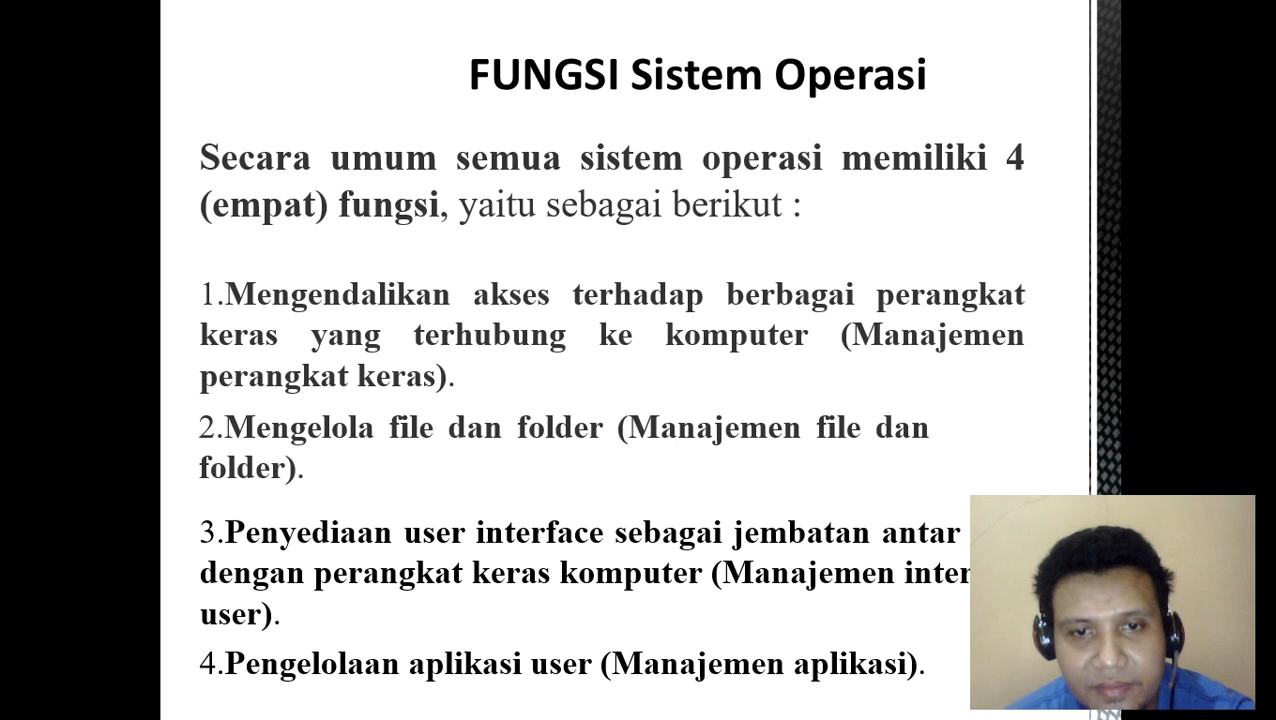 FUNGSI Sistem Operasi
Secara umum semua sistem operasi memiliki 4
(empat) fungsi, yaitu sebagai berikut :
1.Mengendalikan akses terhadap berbagai perangkat
keras yang terhubung ke komputer (Manajemen
perangkat keras).
2.Mengelola file dan folder (Manajemen file dan
folder).
3.Penyediaan user interface sebagai jembatan antar
dengan perangkat keras komputer (Manajemen
user).
4.Pengelolaan aplikasi user (Manajemen aplikasi).